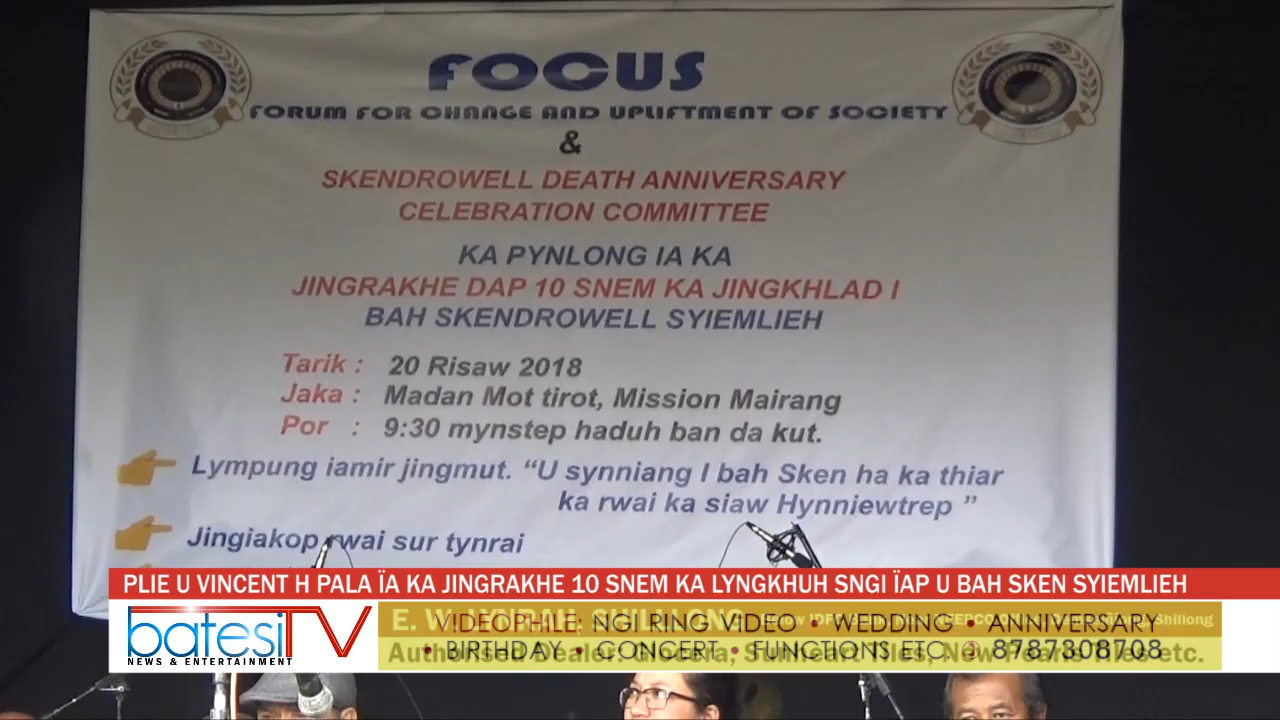 FOCUS
FORUM FOR CHANGE AND UPLIFTMENT OF SOCIETY
&
SKENDROWELL DEATH ANNIVERSARY
CELEBRATION COMMITTEE
KA PYNLONG IA KA
JINGRAKHE DAP 10 SNEM KA JINGKHLAD I
BAH SKENDROWELL SYIEMLIEH
Tarik : 20 Risaw 2018
Jaka : Madan Mot tirot, Mission Mairang
Por : 9:30 mynstep haduh ban da kut.
Lympung iamir jingmut. “U synniang I bah Sken ha ka thiar
ka rwai ka siaw Hynniewtrep ”
Jingiakop rwai sur tynrai
PLIE U VINCENT H PALA ÏA KA JINGRAKHE 10 SNEM KA LYNGKHUH SNGI ÏAP U BAH SKEN SYIEMLIEH
batesi TV
NEWS & ENTERTAINMENT
VIDEOPHILE: NGI RING VIDEO • WEDDING • ANNIVERSARY
• BIRTHDAY • CONCERT • FUNCTIONS ETC. 8787308708